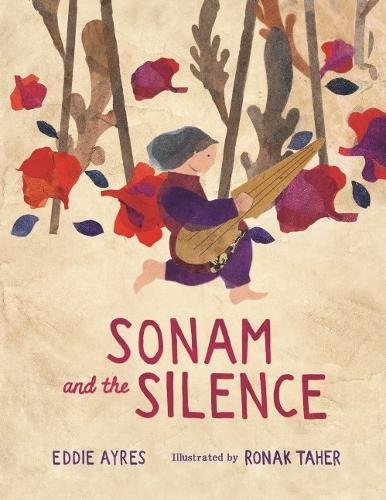 SONAM
and the SILENCE
EDDIE AYRES Illustrated by RONAK TAHER